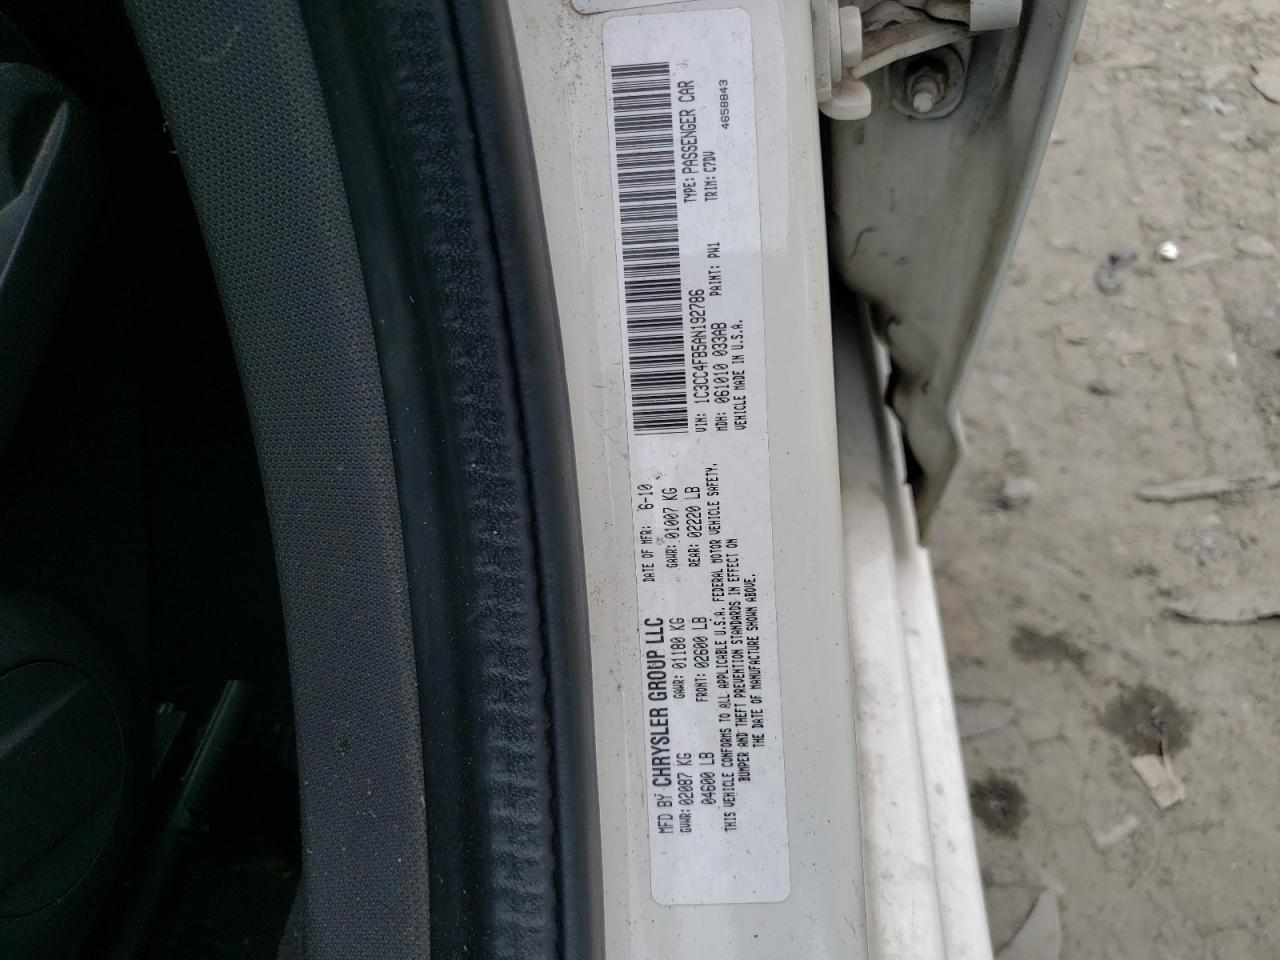 MFD BY CHRYSLER GROUP LLC DATE OF MFR: 6-10
GVWR: 02087 KG GAWR: 01180 KG GAWR: 01007 KG
04600 LB FRONT: 02600 LB REAR: 02220 LB
THIS VEHICLE CONFORMS TO ALL APPLICABLE U.S.A. FEDERAL MOTOR VEHICLE SAFETY,
BUMPER AND THEFT PREVENTION STANDARDS IN EFFECT ON
THE DATE OF MANUFACTURE SHOWN ABOVE.
VIN: 1C3CC4FB5AN192786 TYPE: PASSENGER CAR
MDH: 061010 033AB PAINT: PW1 TRIM: C7DV
VEHICLE MADE IN U.S.A. 4658843